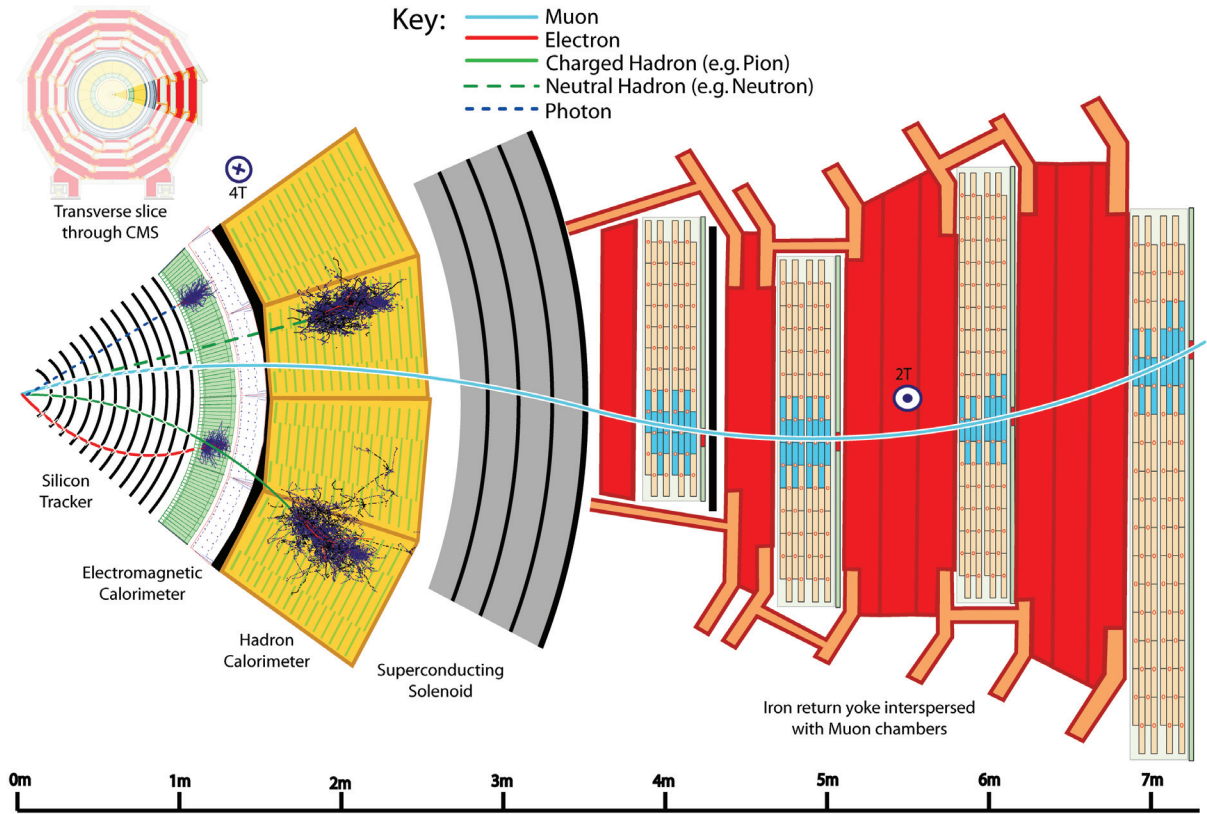 Key:
Muon
Electron
Charged Hadron (e.g. Pion)
Neutral Hadron (e.g. Neutron)
Photon
Transverse slice
through CMS
4T
2T
Silicon
Tracker
Electromagnetic
Calorimeter
Hadron
Calorimeter
Superconducting
Solenoid
Iron return yoke interspersed
with Muon chambers
0m
1m
2m
3m
4m
5m
6m
7m